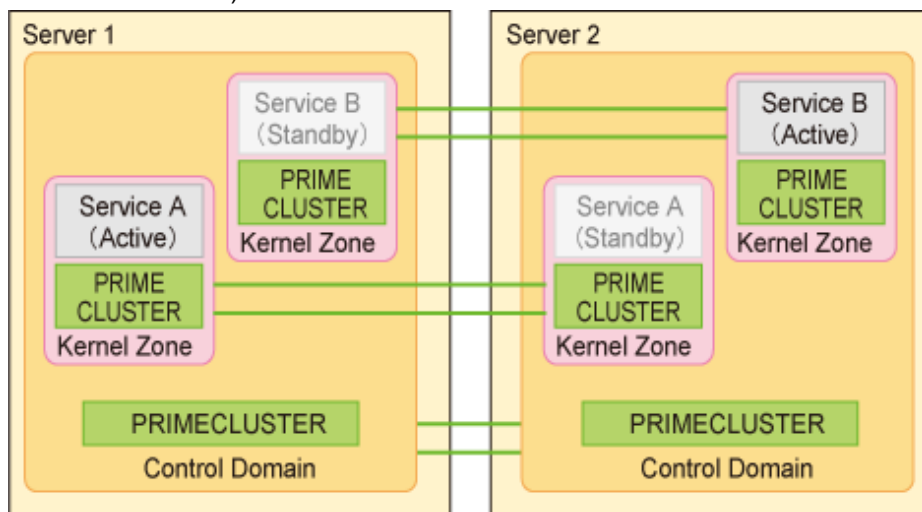 Server 1
Service B
(Standby)
PRIME
CLUSTER
Kernel Zone
Service A
(Active)
PRIME
CLUSTER
Kernel Zone
PRIMECLUSTER
Control Domain
Server 2
Service B
(Active)
PRIME
CLUSTER
Kernel Zone
Service A
(Standby)
PRIME
CLUSTER
Kernel Zone
PRIMECLUSTER
Control Domain